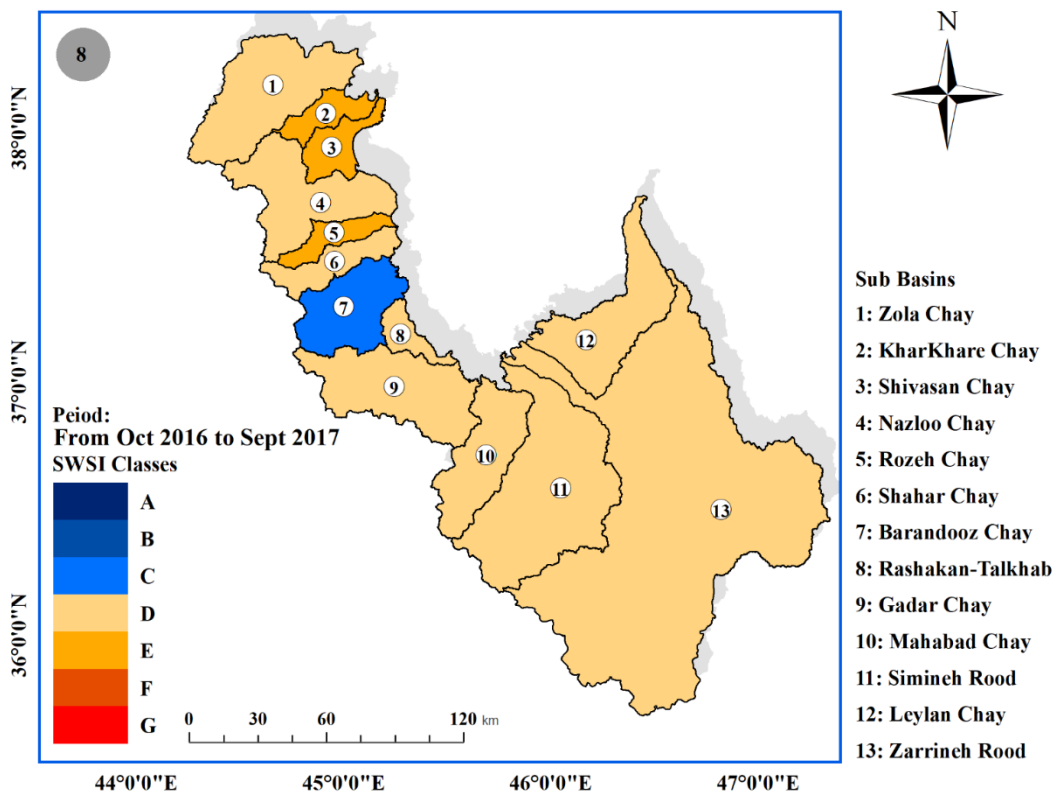 8
N
38°0'0"N
37°0'0"N
36°0'0"N
1
2
3
4
5
6
7
8
9
10
11
12
13
Peiod:
From Oct 2016 to Sept 2017
SWSI Classes
A
B
C
D
E
F
G
0 30 60 120 km
44°0'0"E 45°0'0"E 46°0'0"E 47°0'0"E
Sub Basins
1: Zola Chay
2: KharKhare Chay
3: Shivasan Chay
4: Nazloo Chay
5: Rozeh Chay
6: Shahar Chay
7: Barandooz Chay
8: Rashakan-Talkhab
9: Gadar Chay
10: Mahabad Chay
11: Simineh Rood
12: Leylan Chay
13: Zarrineh Rood